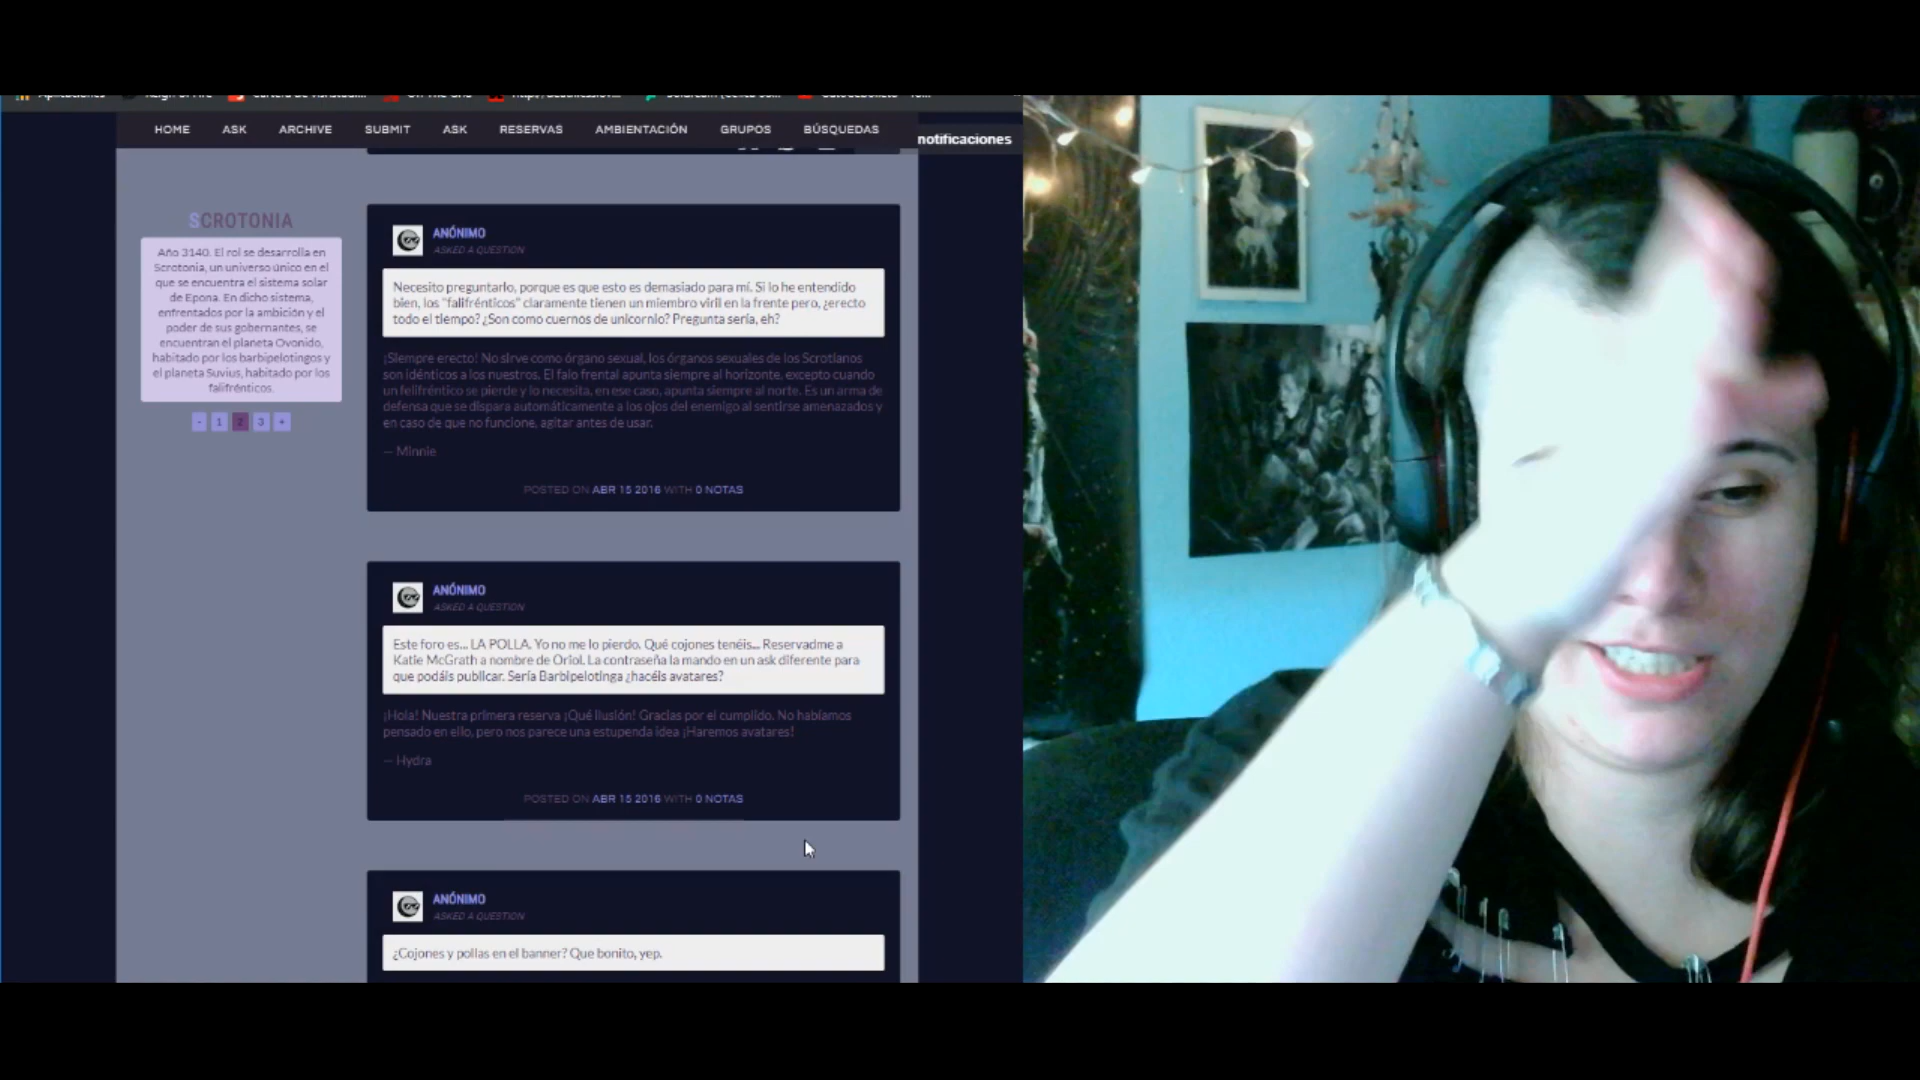 HOME ASK ARCHIVE SUBMIT ASK RESERVAS AMBIENTACIÓN GRUPOS BÚSQUEDAS
notificaciones
SCROTONIA
Año 3140. El rol se desarrolla en
Scrotonia, un universo único en el
que se encuentra el sistema solar
de Epona. En dicho sistema,
enfrentados por la ambición y el
poder de sus gobernantes, se
encuentran el planeta Ovonido,
habitado por los barbipelotingos y
el planeta Suvius, habitado por los
falifrénticos.
- 1 2 3 +
ANÓNIMO
ASKED A QUESTION
Necesito preguntarlo, porque es que esto es demasiado para mí. Si lo he entendido
bien, los "falifrénticos" claramente tienen un miembro viril en la frente pero, ¿erecto
todo el tiempo? ¿Son como cuernos de unicornio? Pregunta sería, eh?
¡Siempre erecto! No sirve como órgano sexual, los órganos sexuales de los Scrotianos
son idénticos a los nuestros. El falo frontal apunta siempre al horizonte, excepto cuando
un felifréntico se pierde y lo necesita, en ese caso, apunta siempre al norte. Es un arma de
defensa que se dispara automáticamente a los ojos del enemigo al sentirse amenazados y
en caso de que no funcione, agitar antes de usar.
— Minnie
POSTED ON ABR 15 2016 WITH 0 NOTAS
ANÓNIMO
ASKED A QUESTION
Este foro es... LA POLLA. Yo no me lo pierdo. Qué cojones tenéis... Reservadme a
Katie McGrath a nombre de Oriol. La contraseña la mando en un ask diferente para
que podáis publicar. Sería Barbipelotinga ¿hacéis avatares?
¡Hola! Nuestra primera reserva ¡Qué ilusión! Gracias por el cumplido. No habíamos
pensado en ello, pero nos parece una estupenda idea ¡Haremos avatares!
— Hydra
POSTED ON ABR 15 2016 WITH 0 NOTAS
ANÓNIMO
ASKED A QUESTION
¿Cojones y pollas en el banner? Que bonito, yep.